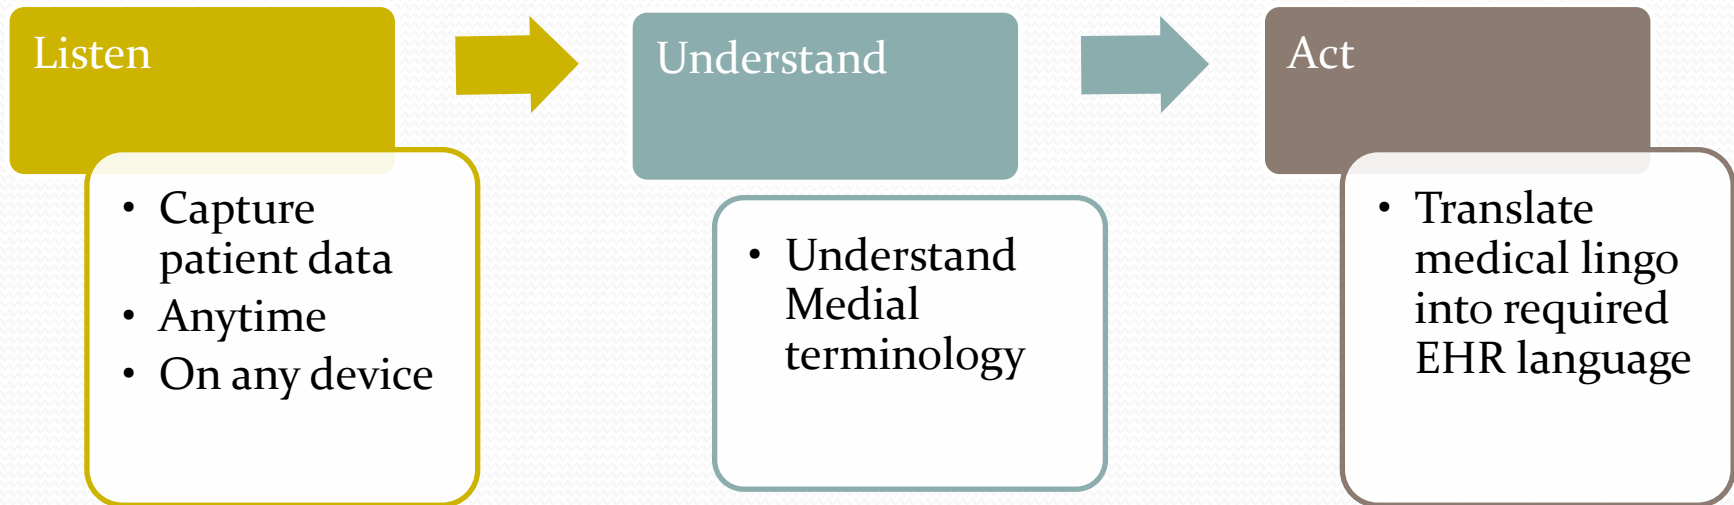 Listen
• Capture
patient data
• Anytime
• On any device
Understand
• Understand
Medial
terminology
Act
• Translate
medical lingo
into required
EHR language